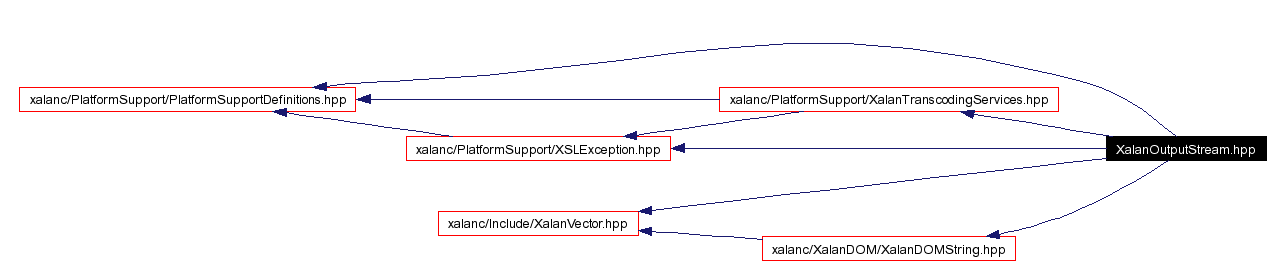 xalanc/PlatformSupport/PlatformSupportDefinitions.hpp
xalanc/PlatformSupport/XalanTranscodingServices.hpp
xalanc/PlatformSupport/XSLException.hpp
XalanOutputStream.hpp
xalanc/Include/XalanVector.hpp
xalanc/XalanDOM/XalanDOMString.hpp